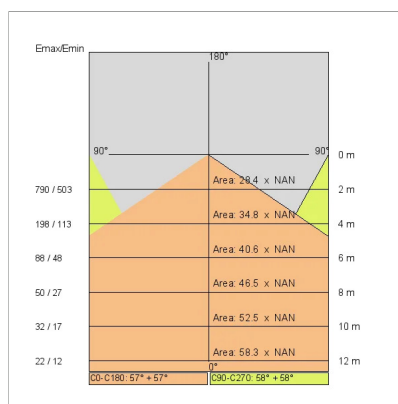 Emax/Emin
180°
90° 90° 0 m
Area: 28.4 x NAN
790 / 503 2 m
Area: 34.8 x NAN
198 / 113 4 m
Area: 40.6 x NAN
88 / 48 6 m
Area: 46.5 x NAN
50 / 27 8 m
Area: 52.5 x NAN
32 / 17 10 m
Area: 58.3 x NAN
22 / 12 12 m
0°
C0-C180: 57° + 57° C90-C270: 58° + 58°